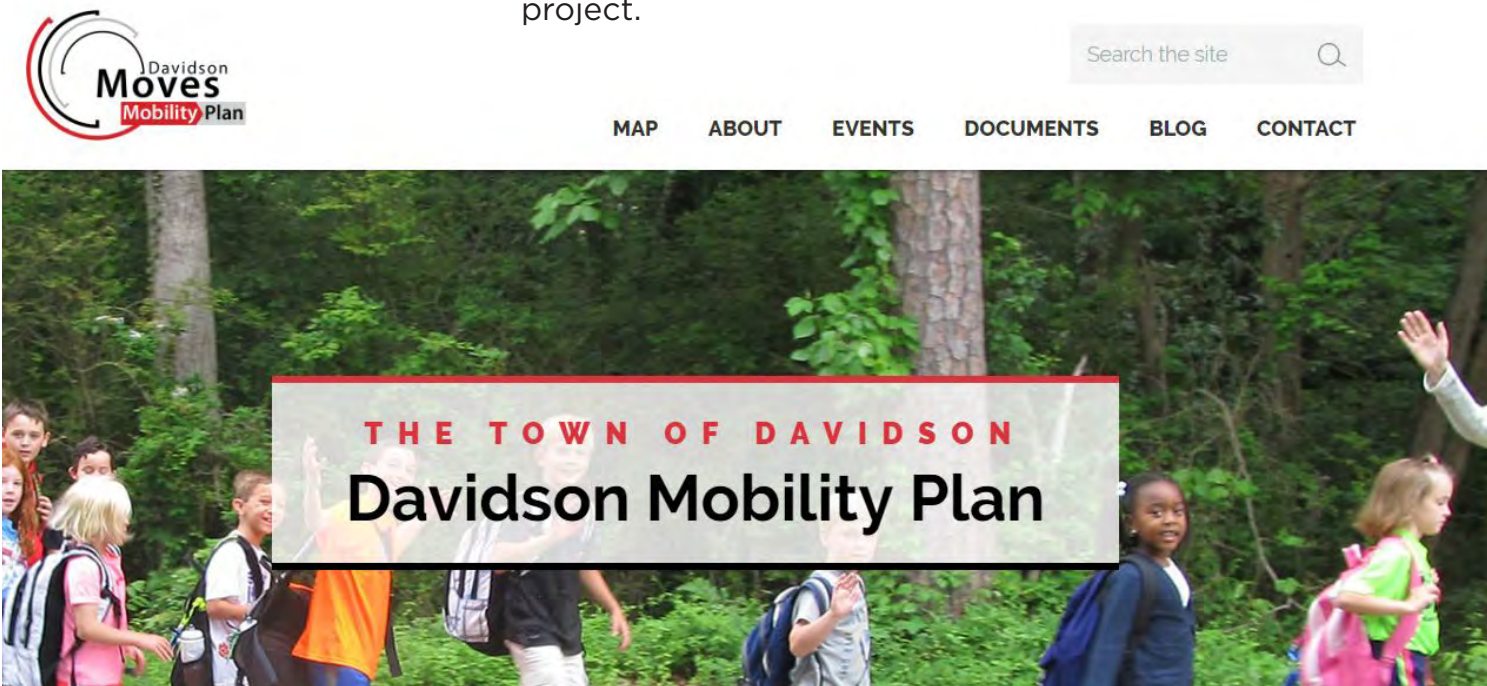 project.
Davidson
Moves
Mobility Plan
Search the site
MAP ABOUT EVENTS DOCUMENTS BLOG CONTACT
THE TOWN OF DAVIDSON
Davidson Mobility Plan